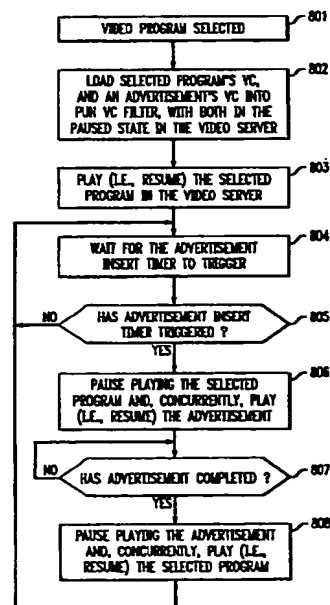 801
VIDEO PROGRAM SELECTED
802
LOAD SELECTED PROGRAM'S VC,
AND AN ADVERTISEMENT'S VC INTO
PUN VC FILTER, WITH BOTH IN THE
PAUSED STATE IN THE VIDEO SERVER
803
PLAY (I.E., RESUME) THE SELECTED
PROGRAM IN THE VIDEO SERVER
804
WAIT FOR THE ADVERTISEMENT
INSERT TIMER TO TRIGGER
805
NO
HAS ADVERTISEMENT INSERT
TIMER TRIGGERED ?
YES
806
PAUSE PLAYING THE SELECTED
PROGRAM AND, CONCURRENTLY, PLAY
(I.E., RESUME) THE ADVERTISEMENT
807
NO
HAS ADVERTISEMENT COMPLETED ?
YES
808
PAUSE PLAYING THE ADVERTISEMENT
AND, CONCURRENTLY, PLAY (I.E.,
RESUME) THE SELECTED PROGRAM